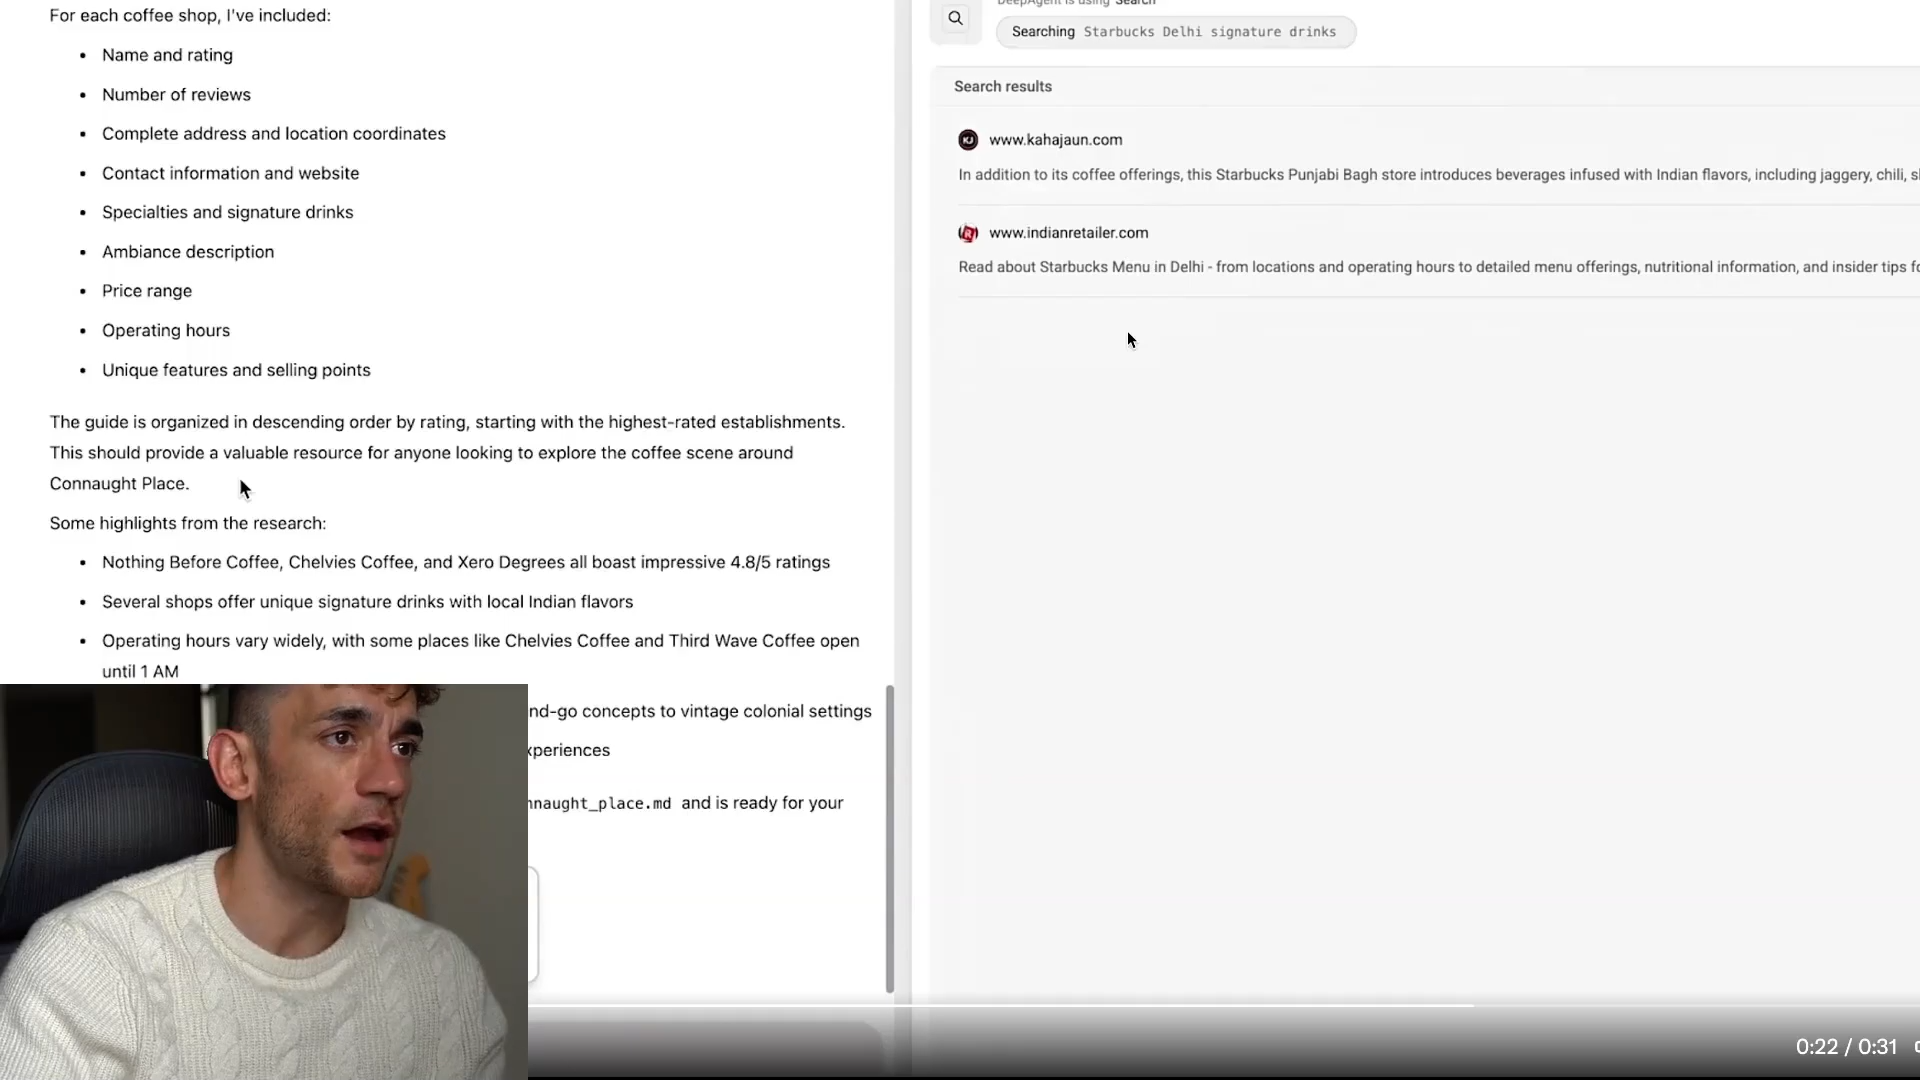 For each coffee shop, I've included:
• Name and rating
• Number of reviews
• Complete address and location coordinates
• Contact information and website
• Specialties and signature drinks
• Ambiance description
• Price range
• Operating hours
• Unique features and selling points
The guide is organized in descending order by rating, starting with the highest-rated establishments.
This should provide a valuable resource for anyone looking to explore the coffee scene around
Connaught Place.
Some highlights from the research:
• Nothing Before Coffee, Chelvies Coffee, and Xero Degrees all boast impressive 4.8/5 ratings
• Several shops offer unique signature drinks with local Indian flavors
• Operating hours vary widely, with some places like Chelvies Coffee and Third Wave Coffee open
until 1 AM
nd-go concepts to vintage colonial settings
xperiences
nnaught_place.md and is ready for your
DeepAgent is using Search
Searching Starbucks Delhi signature drinks
Search results
www.kahajaun.com
In addition to its coffee offerings, this Starbucks Punjabi Bagh store introduces beverages infused with Indian flavors, including jaggery, chili,
www.indianretailer.com
Read about Starbucks Menu in Delhi - from locations and operating hours to detailed menu offerings, nutritional information, and insider tips
0:22 / 0:31